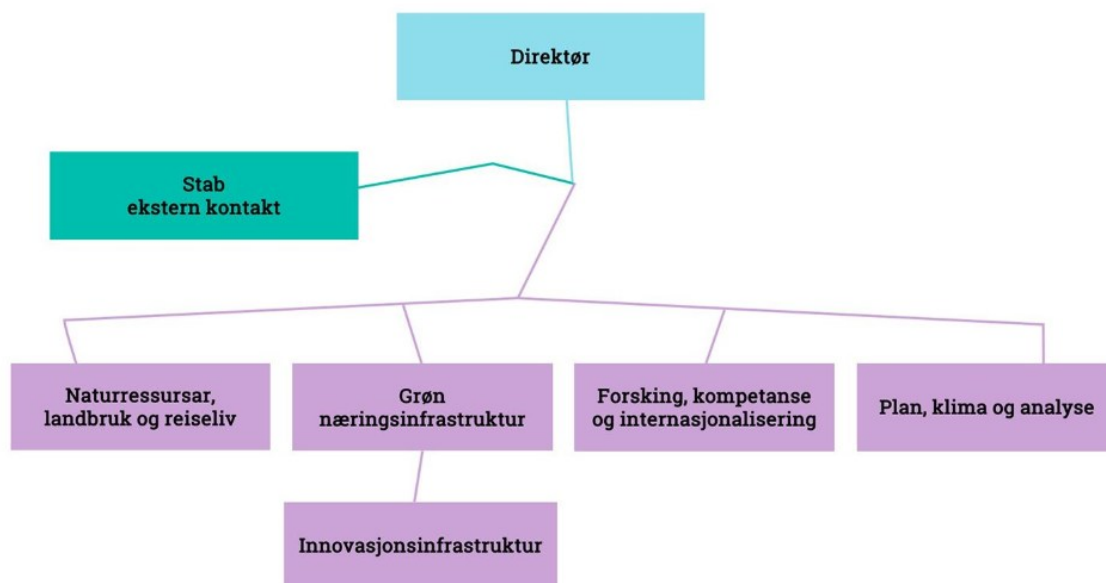 Direktør
Stab
ekstern kontakt
Naturressursar,
landbruk og reiseliv
Grøn
næringsinfrastruktur
Forsking, kompetanse
og internasjonalisering
Plan, klima og analyse
Innovasjonsinfrastruktur